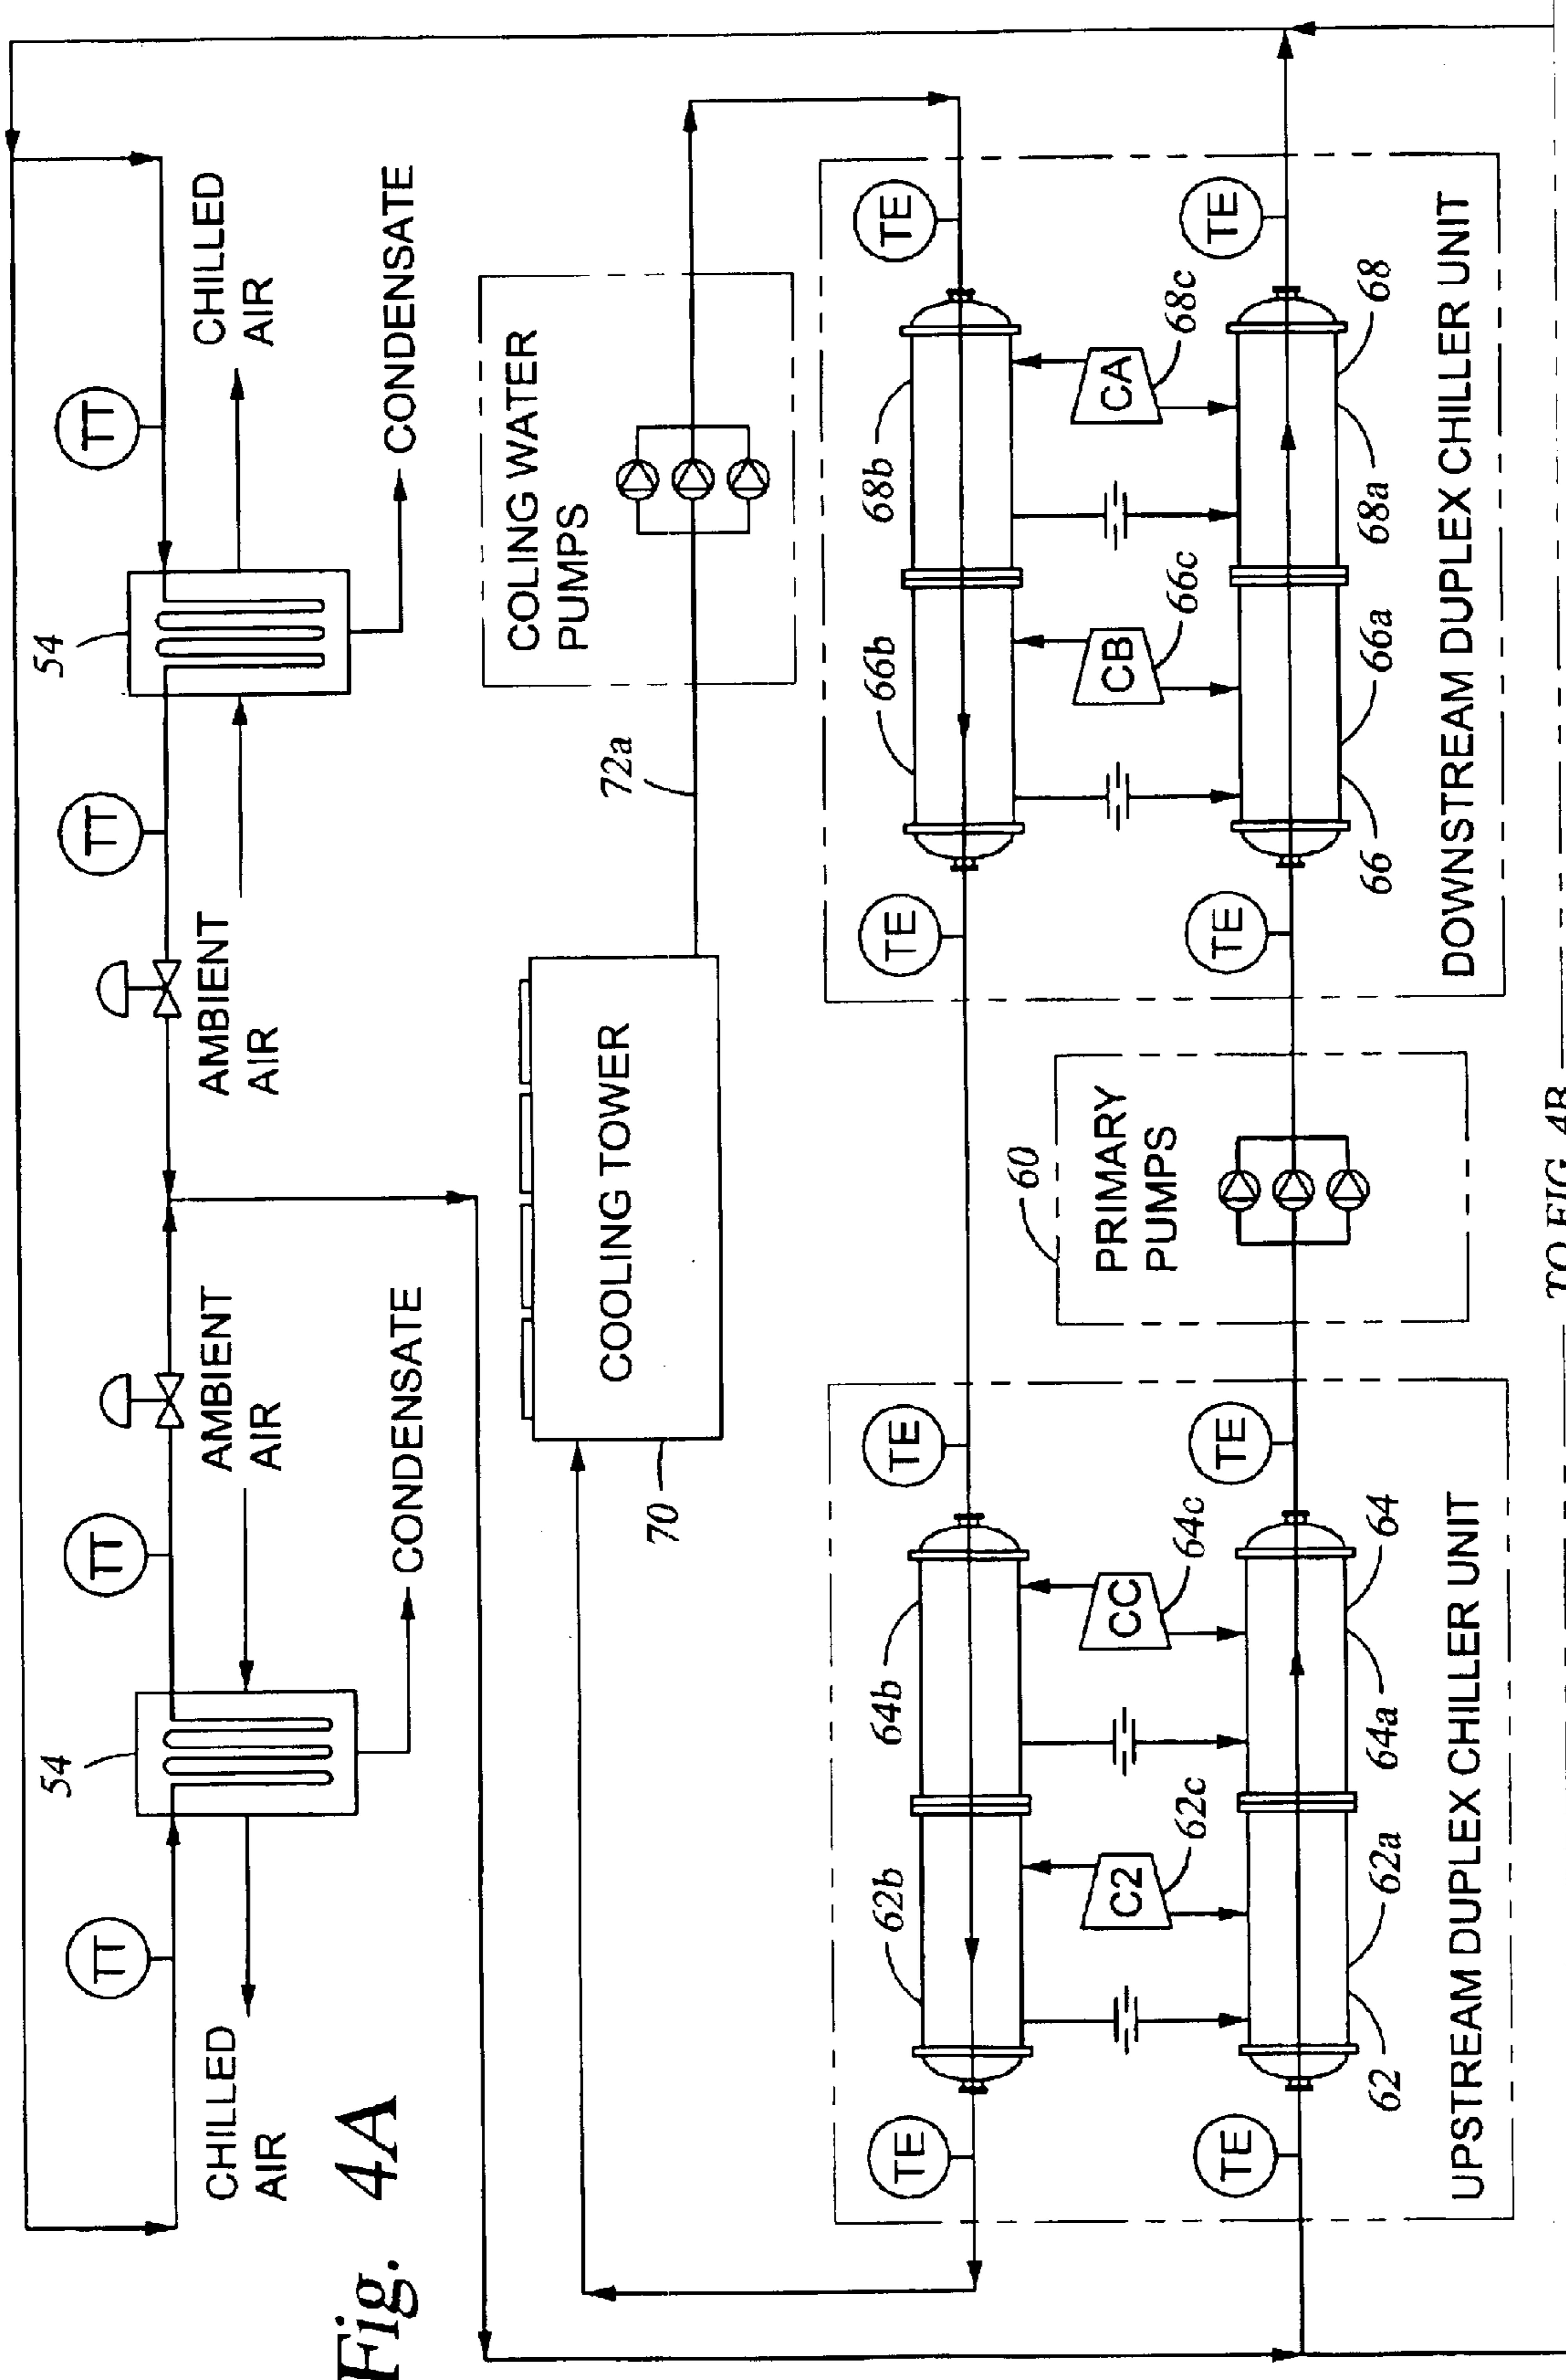 54
54
TT
TT
TT
TT
CHILLED
AIR
AMBIENT
AIR
AMBIENT
AIR
CHILLED
AIR
CONDENSATE
CONDENSATE
Fig. 4A
COOLING TOWER
70
72a
COLING WATER
PUMPS
TE
62b
64b
TE
TE
66b
68b
TE
C2
62c
CC
64c
CB
66c
CA
68c
60
PRIMARY
PUMPS
TE
TE
TE
TE
62
62a
64a
64
66
66a
68a
68
UPSTREAM DUPLEX CHILLER UNIT
DOWNSTREAM DUPLEX CHILLER UNIT
TO FIG. 4B